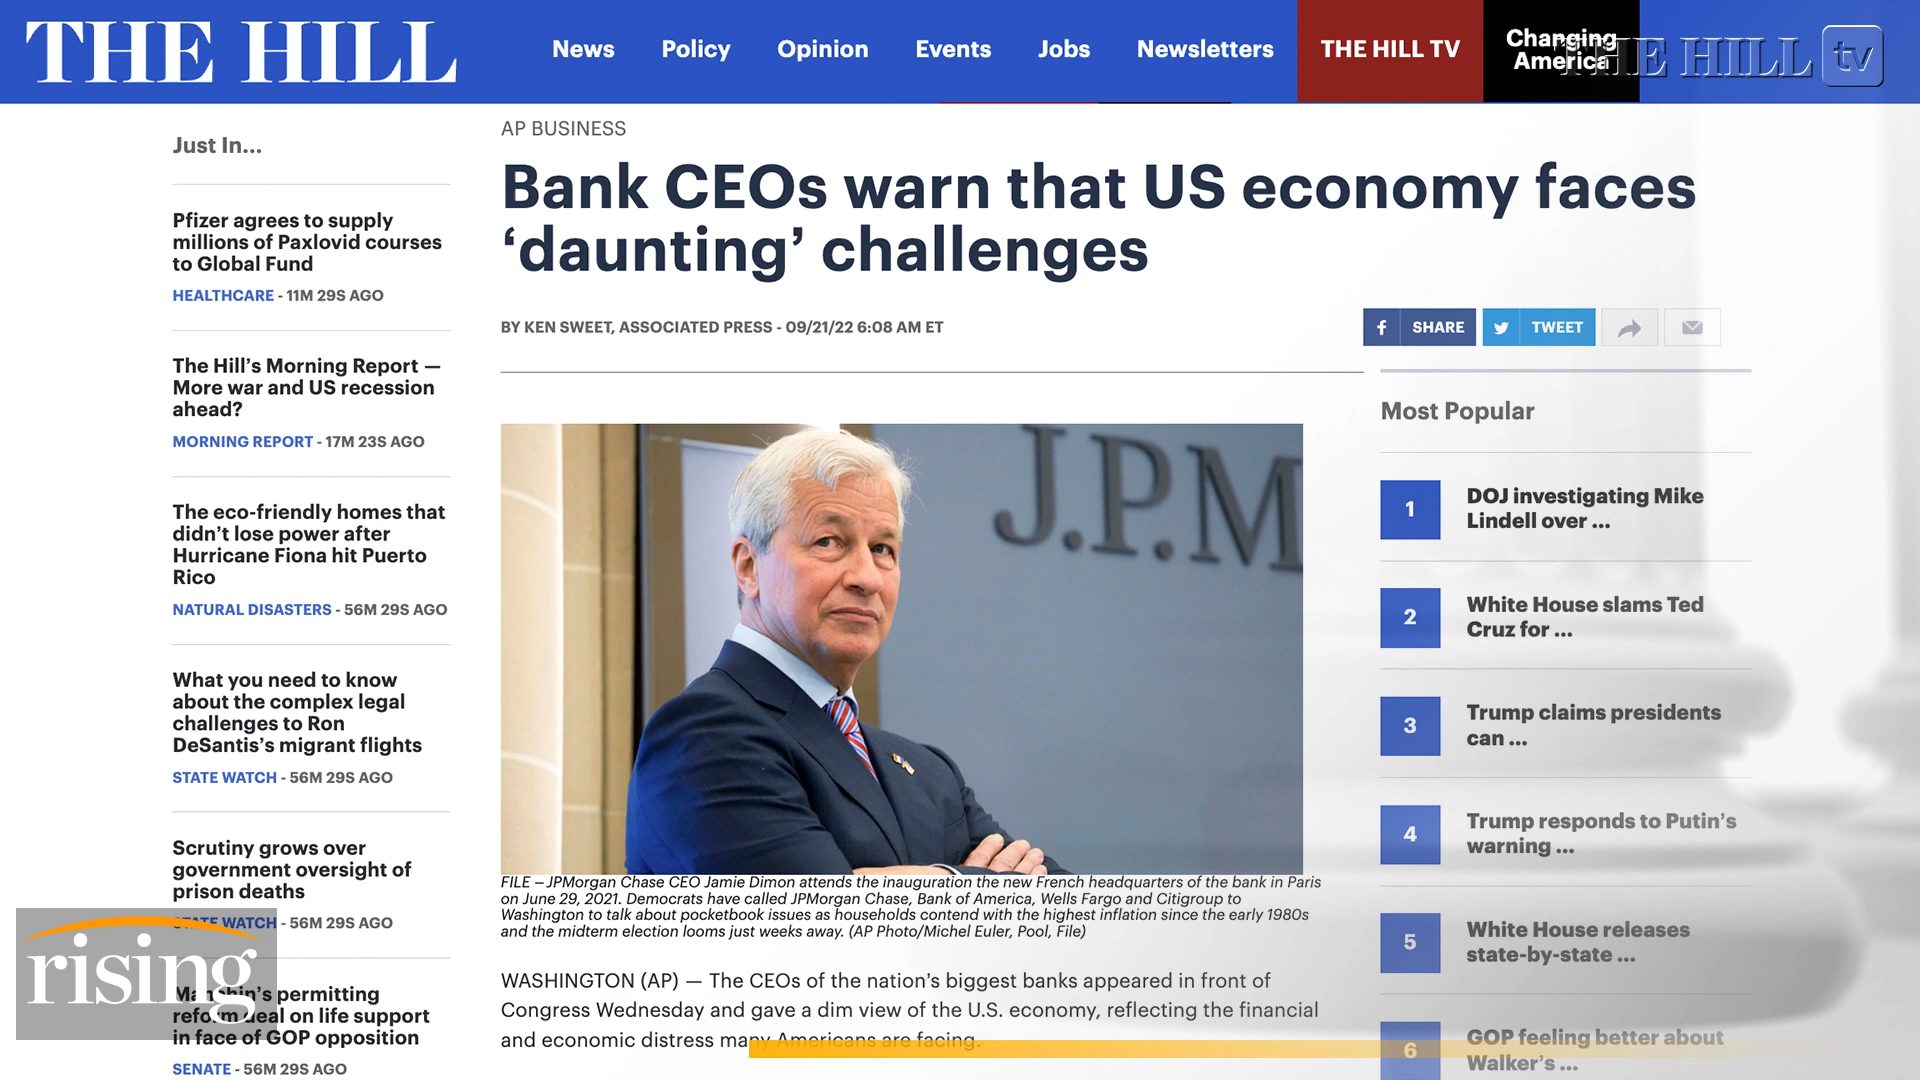 THE HILL
News
Policy
Opinion
Events
Jobs
Newsletters
THE HILL TV
Changing
America
THE HILL tv
Just In...
Pfizer agrees to supply
millions of Paxlovid courses
to Global Fund
HEALTHCARE - 11M 29S AGO
The Hill’s Morning Report —
More war and US recession
ahead?
MORNING REPORT - 17M 23S AGO
The eco-friendly homes that
didn’t lose power after
Hurricane Fiona hit Puerto
Rico
NATURAL DISASTERS - 56M 29S AGO
What you need to know
about the complex legal
challenges to Ron
DeSantis’s migrant flights
STATE WATCH - 56M 29S AGO
Scrutiny grows over
government oversight of
prison deaths
STATE WATCH - 56M 29S AGO
rising
Manchin’s permitting
reform deal on life support
in face of GOP opposition
SENATE - 56M 29S AGO
AP BUSINESS
Bank CEOs warn that US economy faces
‘daunting’ challenges
BY KEN SWEET, ASSOCIATED PRESS - 09/21/22 6:08 AM ET
SHARE
TWEET
J.P.M
FILE – JPMorgan Chase CEO Jamie Dimon attends the inauguration the new French headquarters of the bank in Paris
on June 29, 2021. Democrats have called JPMorgan Chase, Bank of America, Wells Fargo and Citigroup to
Washington to talk about pocketbook issues as households contend with the highest inflation since the early 1980s
and the midterm election looms just weeks away. (AP Photo/Michel Euler, Pool, File)
WASHINGTON (AP) — The CEOs of the nation’s biggest banks appeared in front of
Congress Wednesday and gave a dim view of the U.S. economy, reflecting the financial
and economic distress many Americans are facing.
Most Popular
1
DOJ investigating Mike
Lindell over ...
2
White House slams Ted
Cruz for ...
3
Trump claims presidents
can ...
4
Trump responds to Putin’s
warning ...
5
White House releases
state-by-state ...
6
GOP feeling better about
Walker’s ...